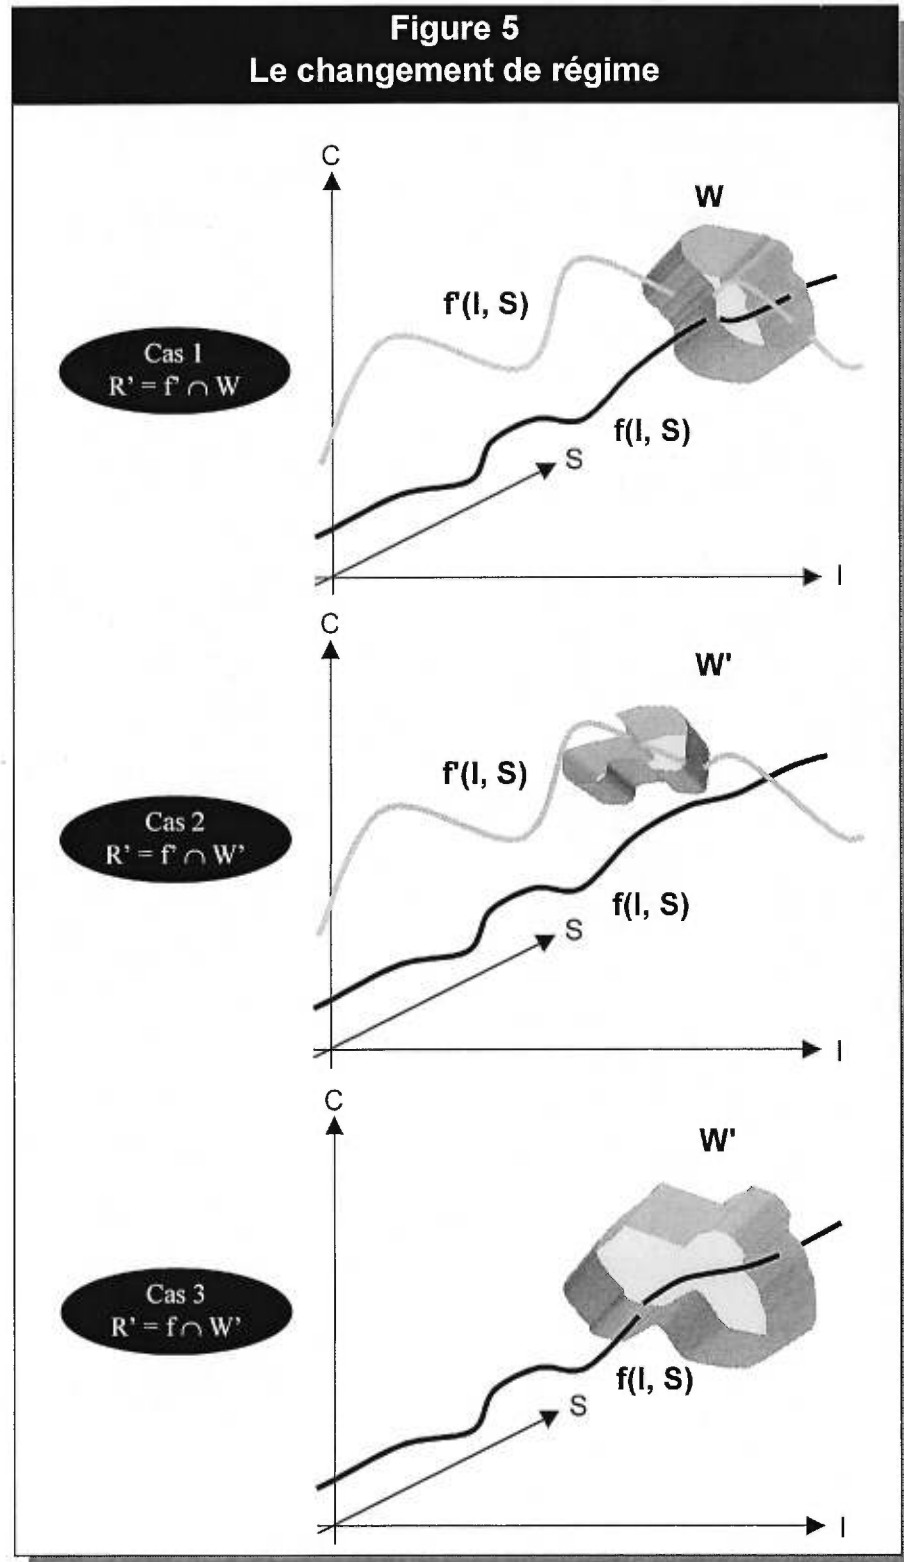 Figure 5
Le changement de régime
C
W
f'(I, S)
Cas 1
R' = f' ∩ W
f(I, S)
S
I
C
W'
f'(I, S)
Cas 2
R' = f' ∩ W'
f(I, S)
S
I
C
W'
Cas 3
R' = f ∩ W'
f(I, S)
S
I